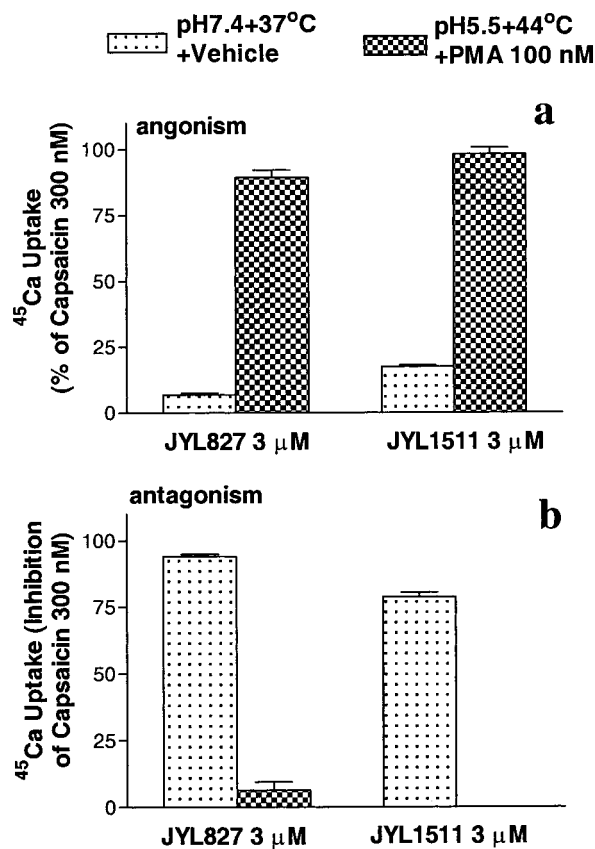 pH7.4+37°C
+Vehicle
pH5.5+44°C
+PMA 100 nM
a
angonism
45Ca Uptake
(% of Capsaicin 300 nM)
100
75
50
25
0
JYL827 3 μM
JYL1511 3 μM
b
antagonism
45Ca Uptake (Inhibition
of Capsaicin 300 nM)
100
75
50
25
0
JYL827 3 μM
JYL1511 3 μM